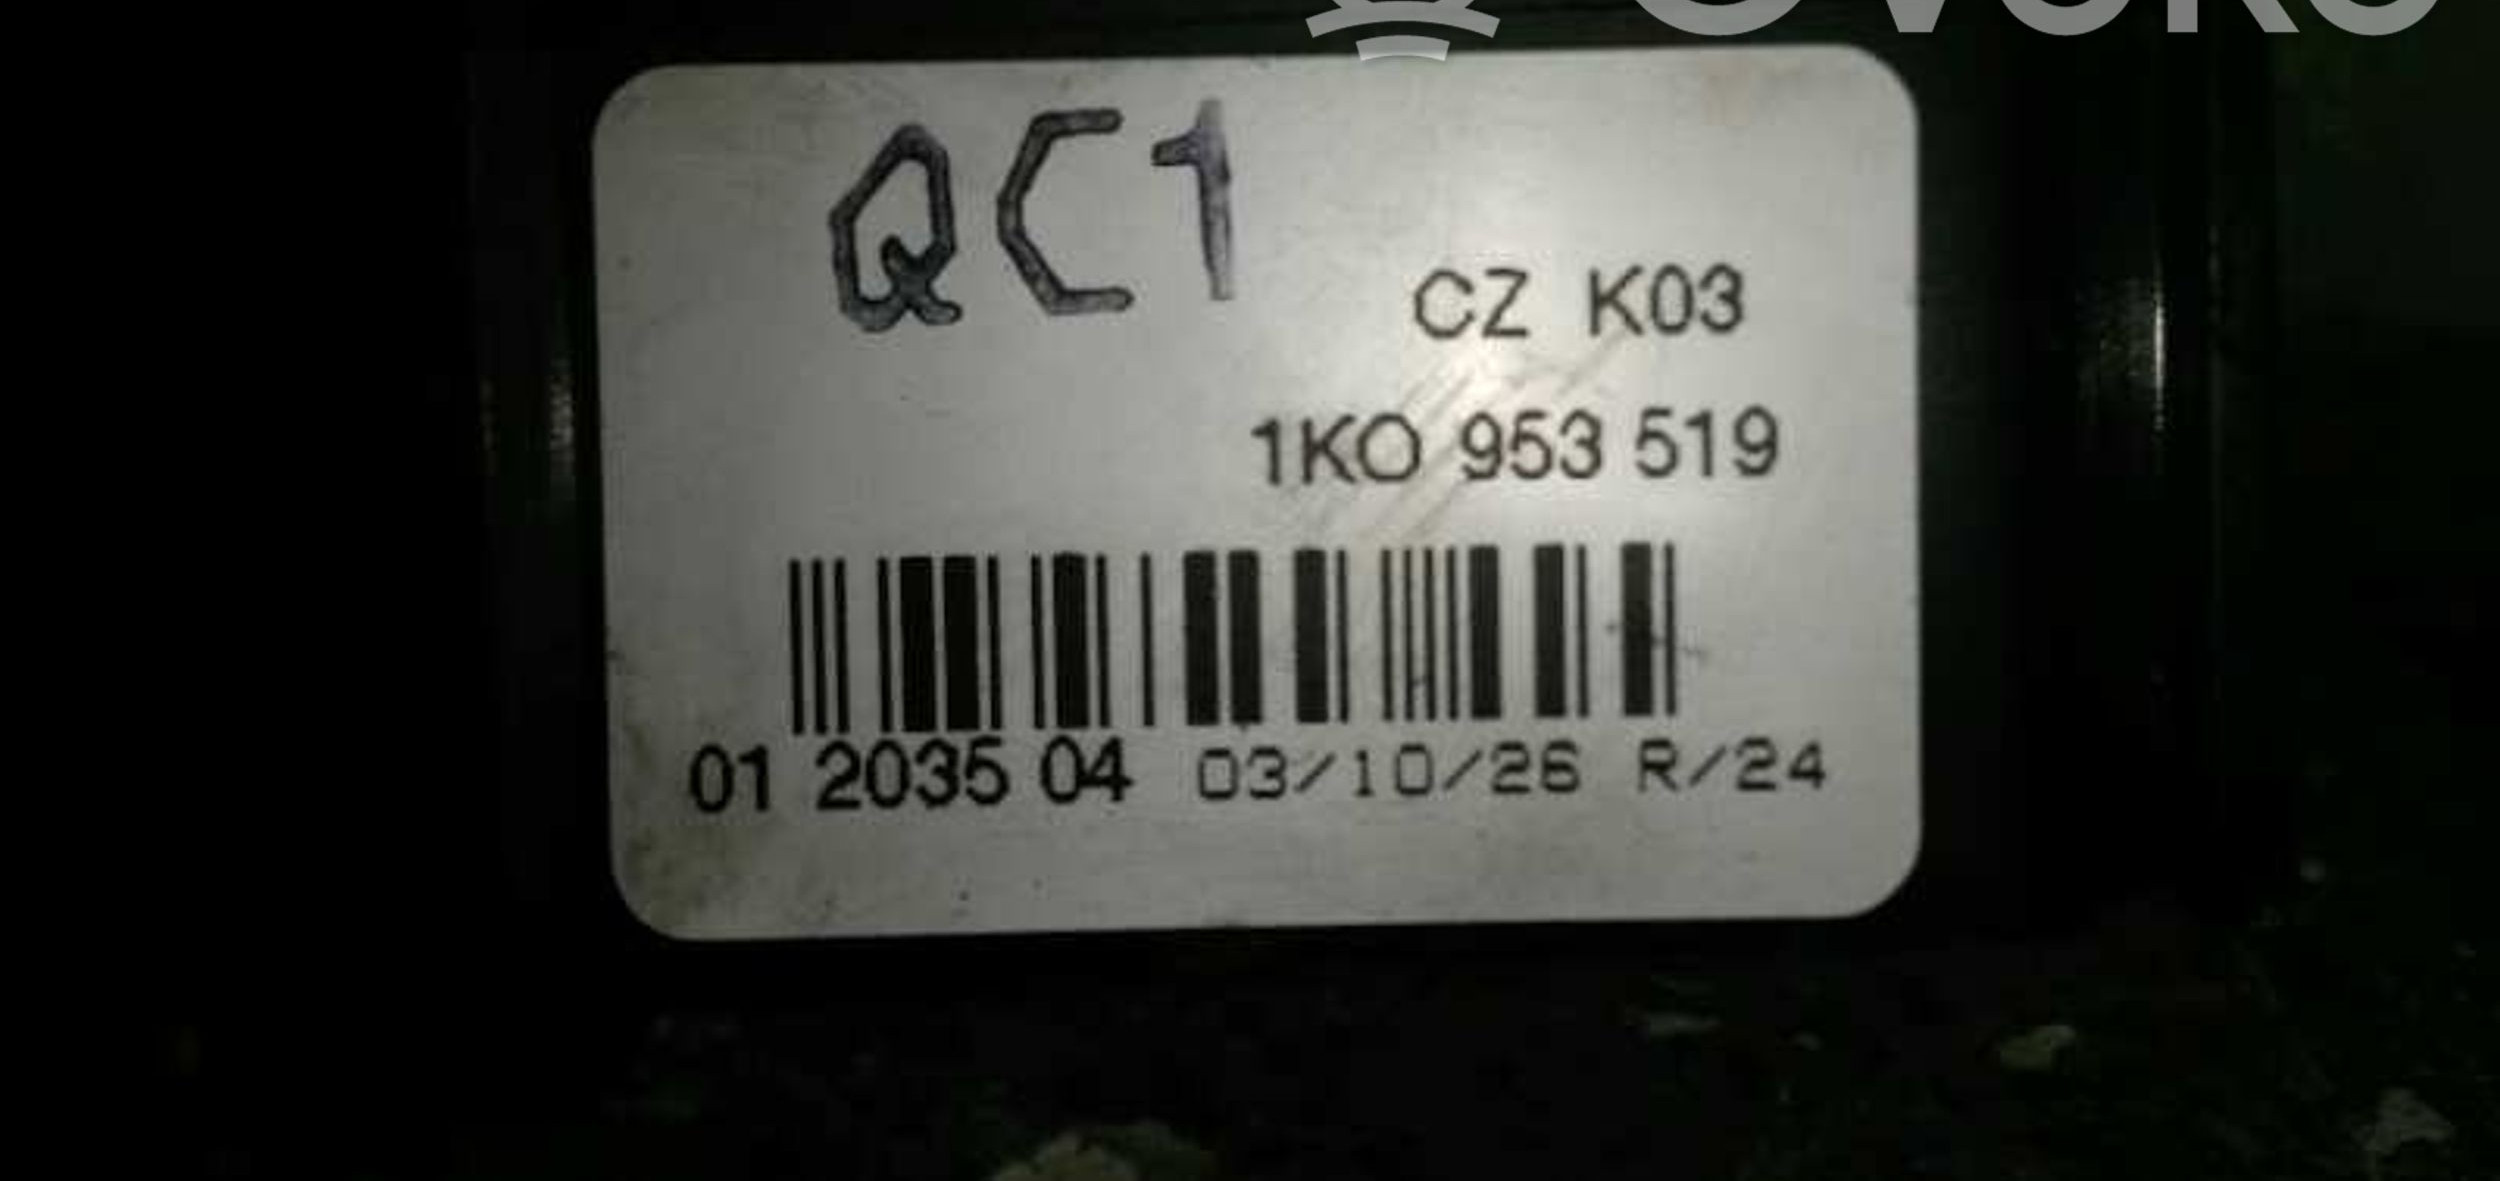 QC1
CZ K03
1KO 953 519
01 2035 04 03/10/26 R/24